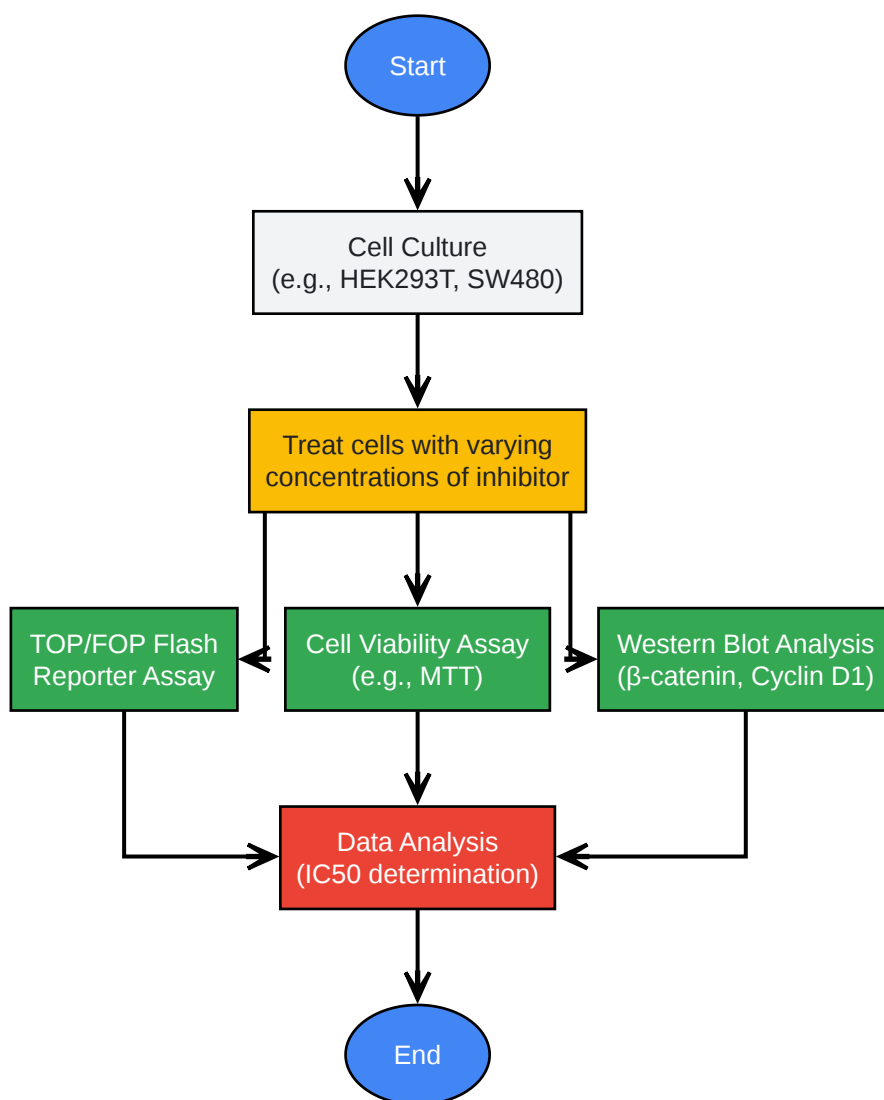 Start
Cell Culture
(e.g., HEK293T, SW480)
Treat cells with varying
concentrations of inhibitor
TOP/FOP Flash
Reporter Assay
Cell Viability Assay
(e.g., MTT)
Western Blot Analysis
(β-catenin, Cyclin D1)
Data Analysis
(IC50 determination)
End